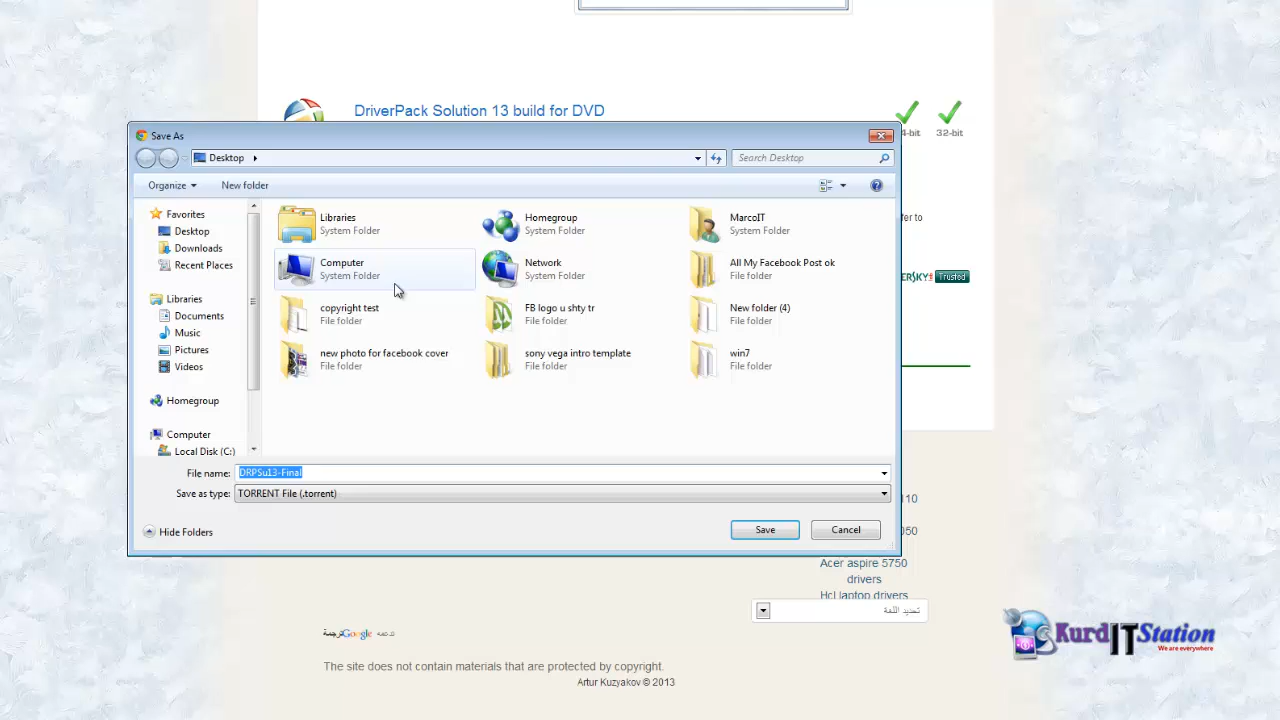 DriverPack Solution 13 build for DVD
4-bit
32-bit
Save As
Desktop
Search Desktop
Organize
New folder
Favorites
Desktop
Downloads
Recent Places
Libraries
Documents
Music
Pictures
Videos
Homegroup
Computer
Local Disk (C:)
Libraries
System Folder
Homegroup
System Folder
MarcoIT
System Folder
Computer
System Folder
Network
System Folder
All My Facebook Post ok
File folder
copyright test
File folder
FB logo u shty tr
File folder
New folder (4)
File folder
new photo for facebook cover
File folder
sony vega intro template
File folder
win7
File folder
fer to
ERSKY
Trusted
File name:
DRPSu13-Final
Save as type:
TORRENT File (.torrent)
Hide Folders
Save
Cancel
110
050
Acer aspire 5750
drivers
Hcl laptop drivers
تحديد اللغة
تدعمه Google ترجمة
The site does not contain materials that are protected by copyright.
Artur Kuzyakov © 2013
KurdITStation
We are everywhere